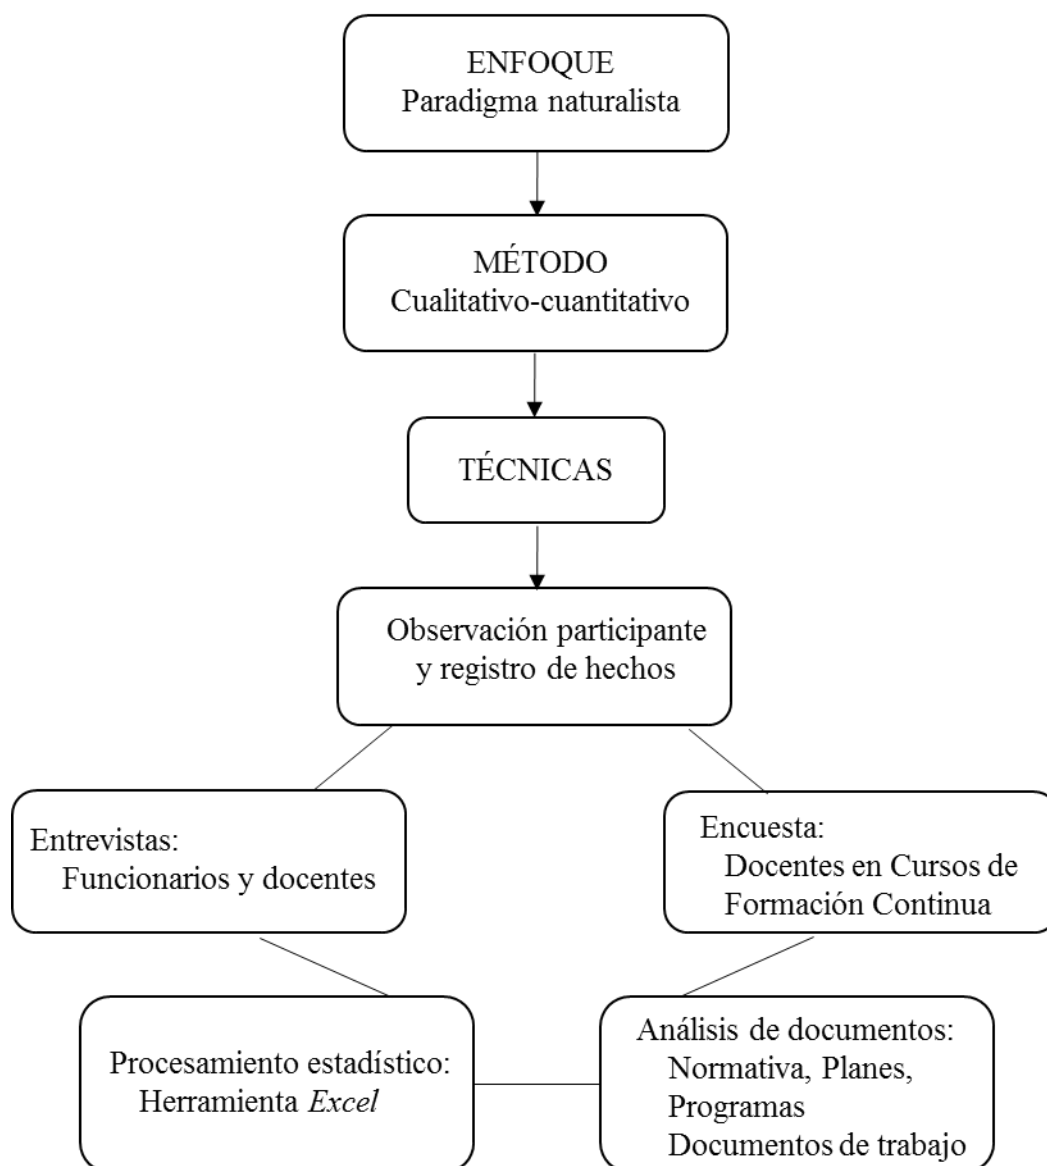 ENFOQUE
Paradigma naturalista
MÉTODO
Cualitativo-cuantitativo
TÉCNICAS
Observación participante
y registro de hechos
Entrevistas:
Funcionarios y docentes
Encuesta:
Docentes en Cursos de
Formación Continua
Procesamiento estadístico:
Herramienta Excel
Análisis de documentos:
Normativa, Planes,
Programas
Documentos de trabajo